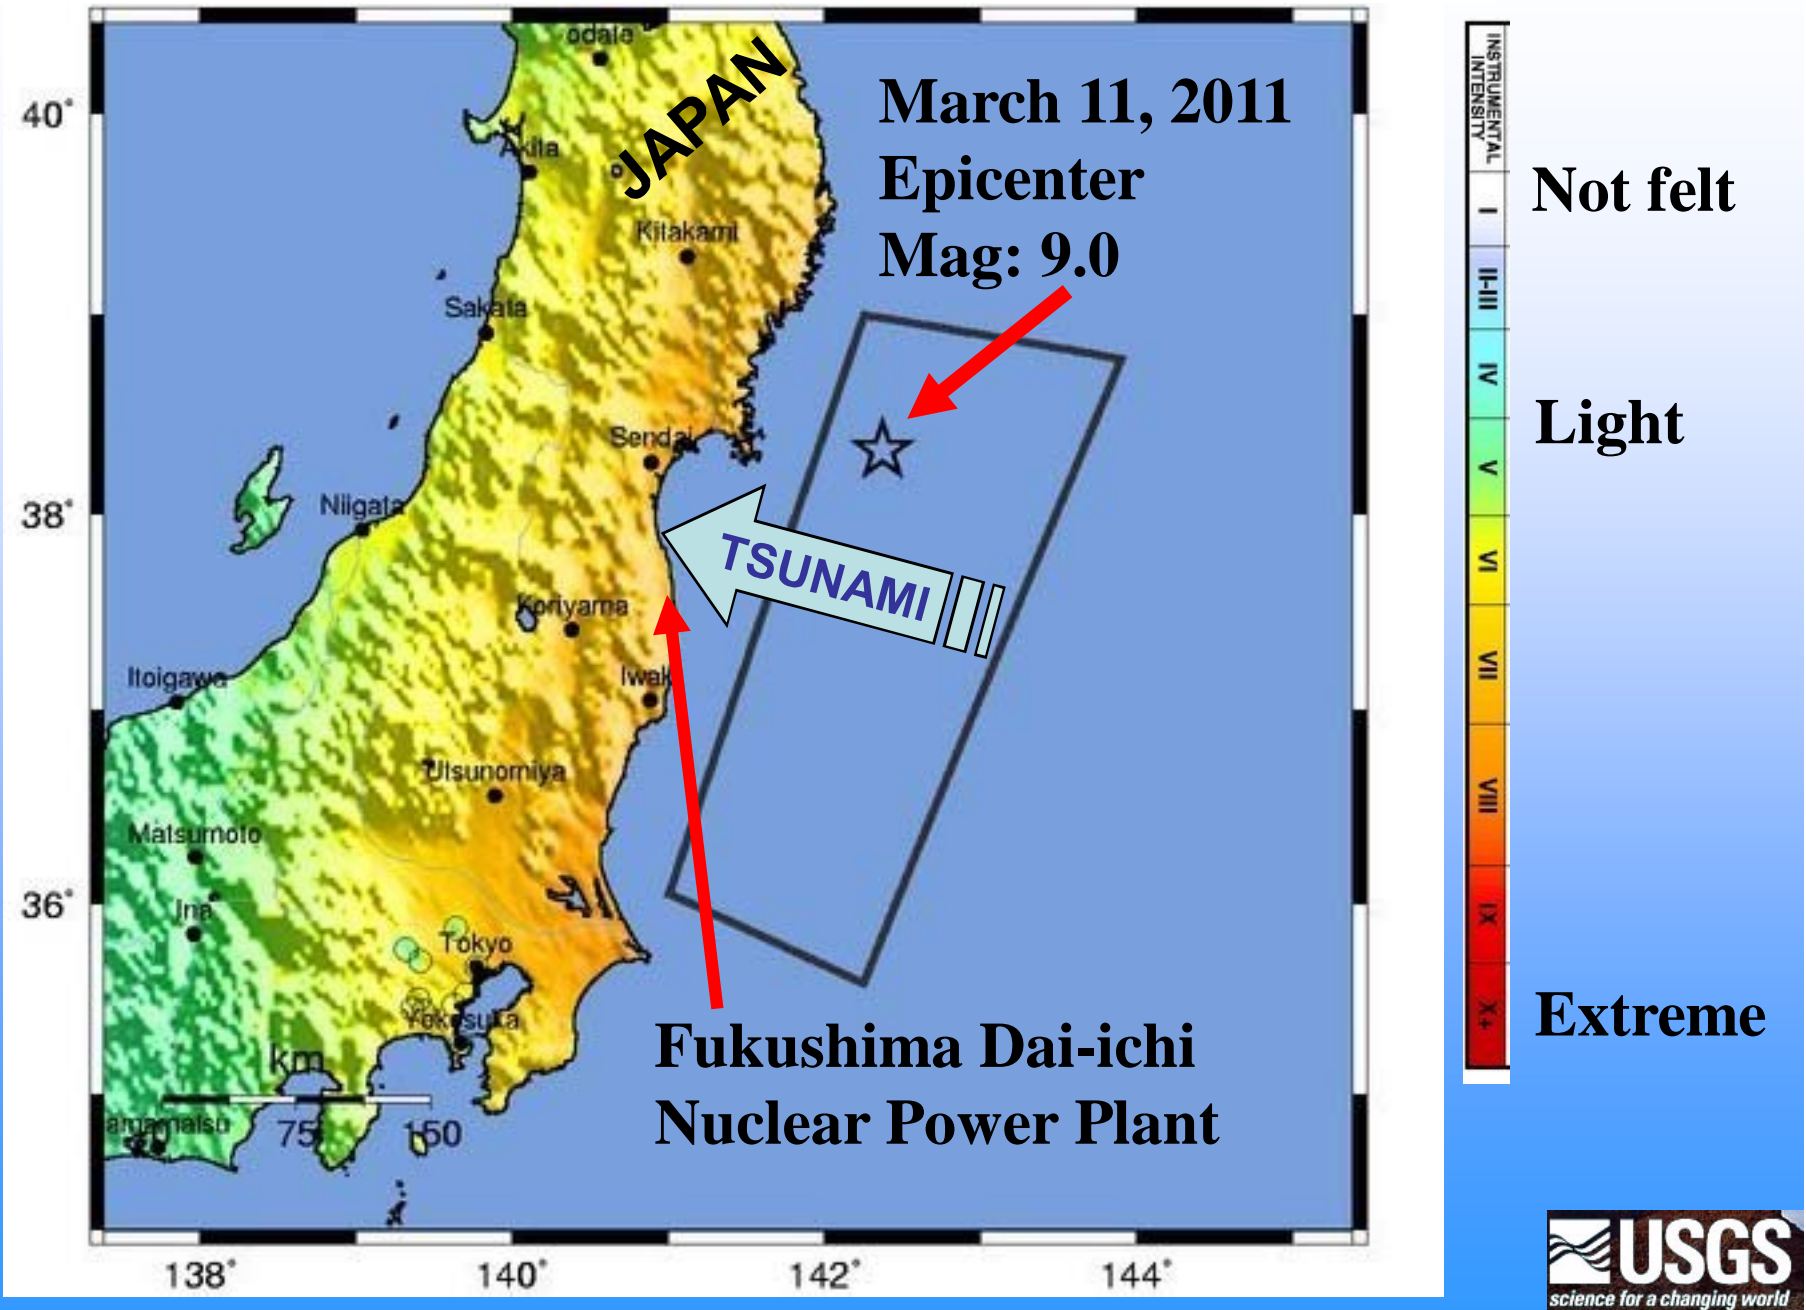 odate
JAPAN
March 11, 2011
Epicenter
Mag: 9.0
40°
Akita
Kitakami
Sakata
Sendai
38°
Niigata
TSUNAMI
Koriyama
Itoigawa
Iwaki
Utsunomiya
Matsumoto
36°
Ina
Tokyo
Yokosuka
Fukushima Dai-ichi
Nuclear Power Plant
km
75
150
amamatsu
138°
140°
142°
144°
INSTRUMENTAL
INTENSITY
I
II-III
IV
V
VI
VII
VIII
IX
X+
Not felt
Light
Extreme
USGS
science for a changing world